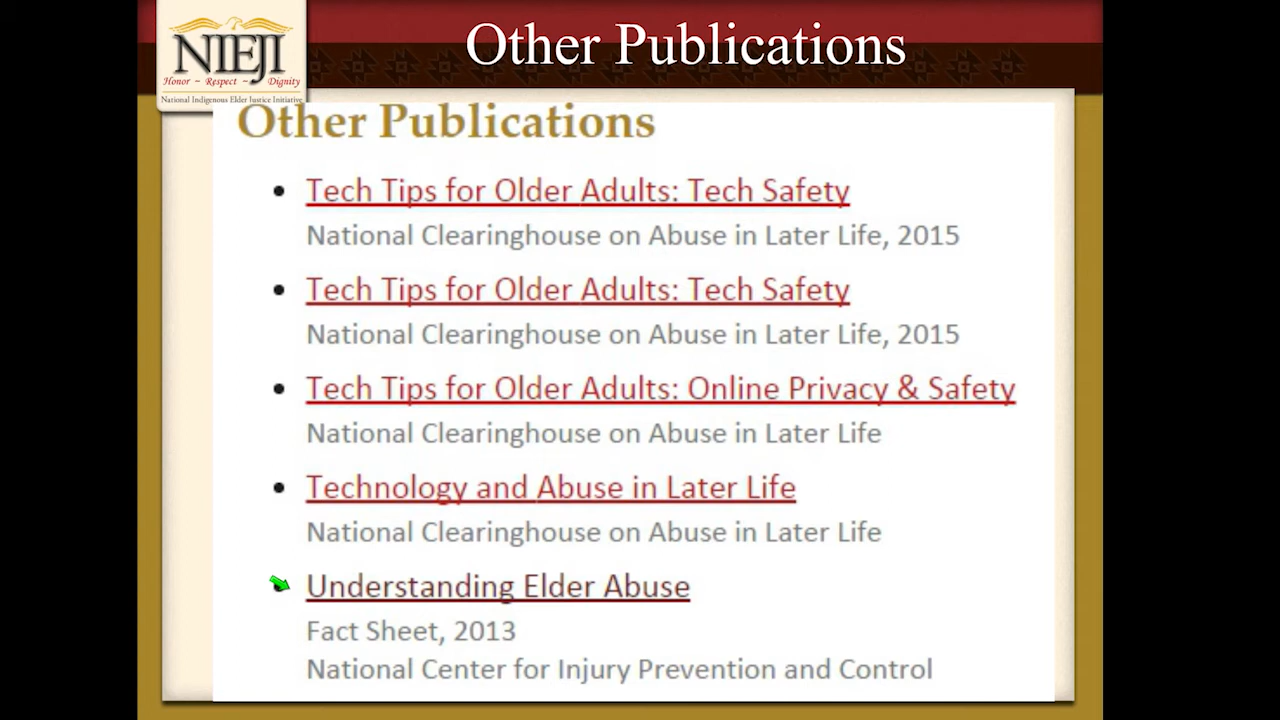 Other Publications
NIEJI
Honor ~ Respect ~ Dignity
National Indigenous Elder Justice Initiative
Other Publications
Tech Tips for Older Adults: Tech Safety
National Clearinghouse on Abuse in Later Life, 2015
Tech Tips for Older Adults: Tech Safety
National Clearinghouse on Abuse in Later Life, 2015
Tech Tips for Older Adults: Online Privacy & Safety
National Clearinghouse on Abuse in Later Life
Technology and Abuse in Later Life
National Clearinghouse on Abuse in Later Life
Understanding Elder Abuse
Fact Sheet, 2013
National Center for Injury Prevention and Control